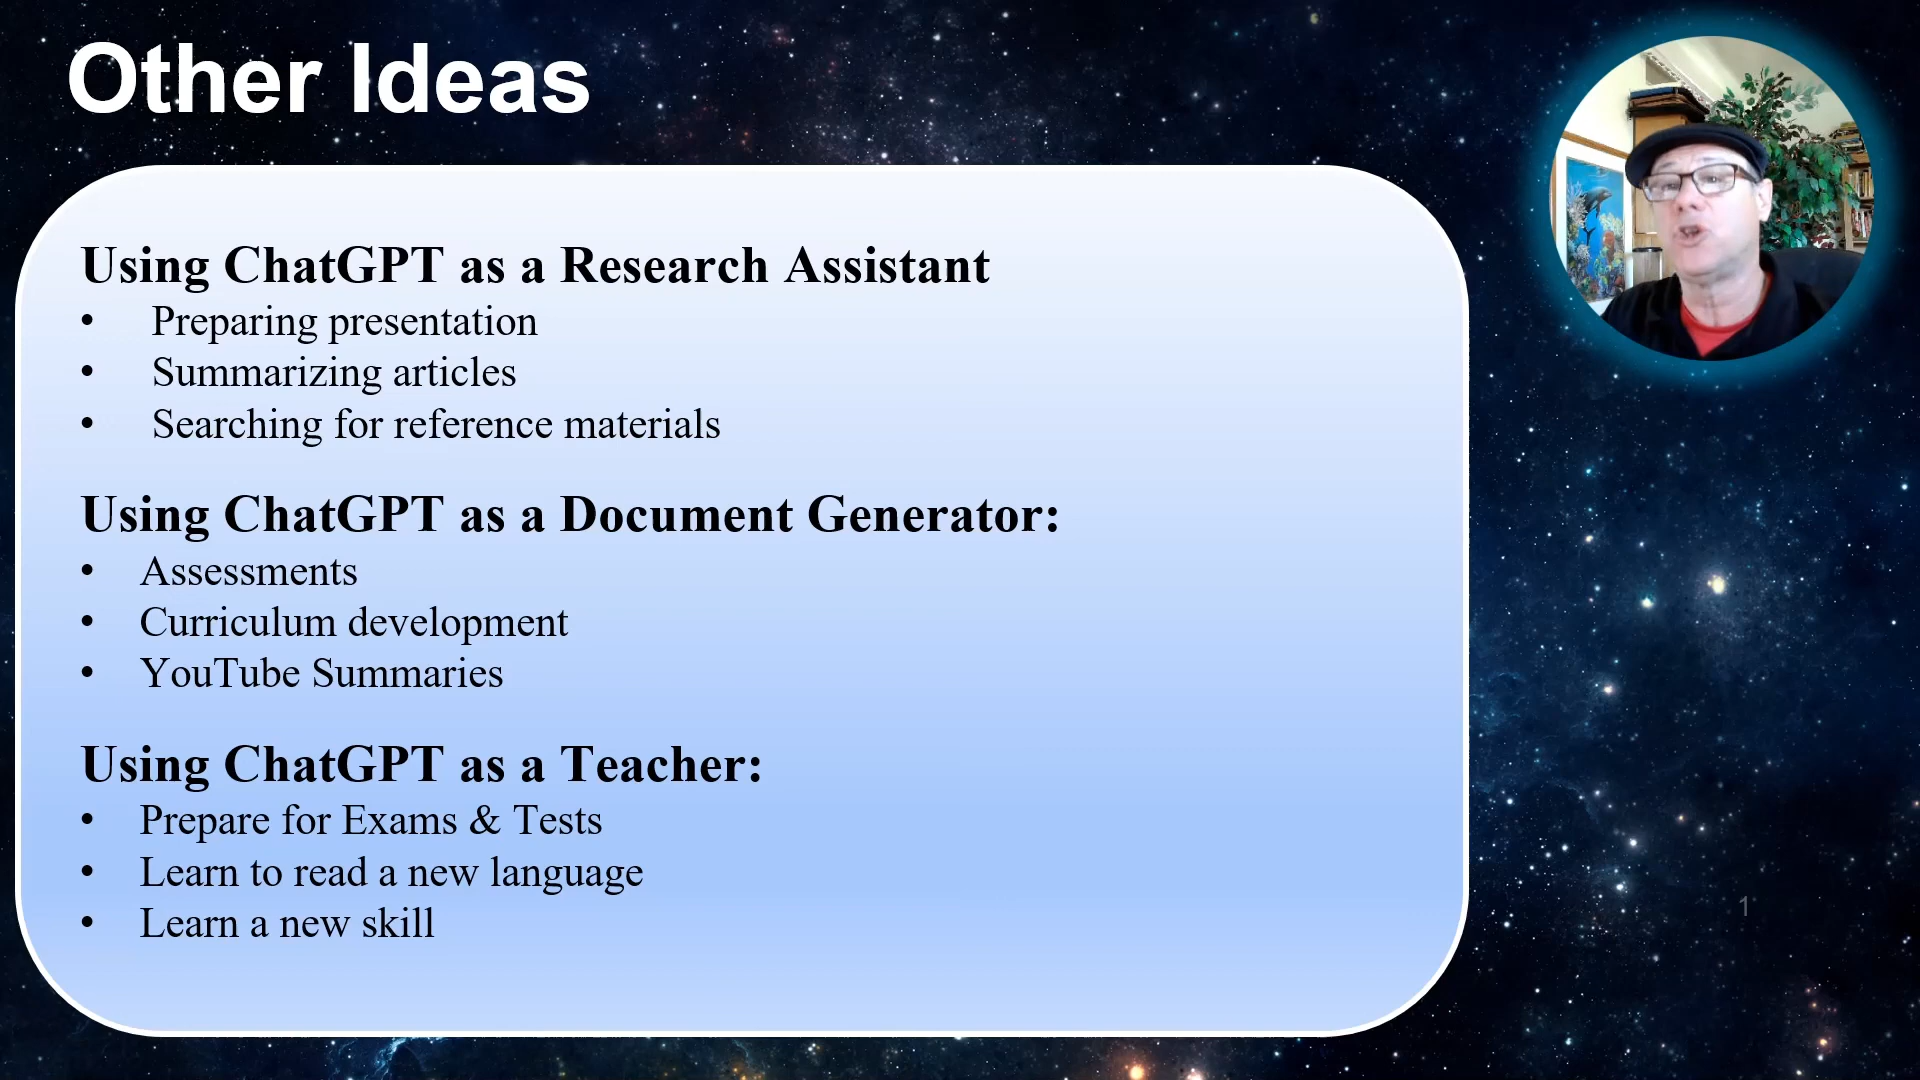 Other Ideas
Using ChatGPT as a Research Assistant
• Preparing presentation
• Summarizing articles
• Searching for reference materials
Using ChatGPT as a Document Generator:
• Assessments
• Curriculum development
• YouTube Summaries
Using ChatGPT as a Teacher:
• Prepare for Exams & Tests
• Learn to read a new language
• Learn a new skill
1